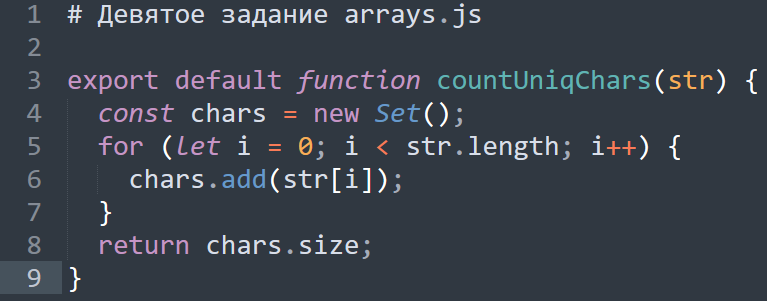 1 # Девятое задание arrays.js
2
3 export default function countUniqChars(str) {
4   const chars = new Set();
5   for (let i = 0; i < str.length; i++) {
6     chars.add(str[i]);
7   }
8   return chars.size;
9 }